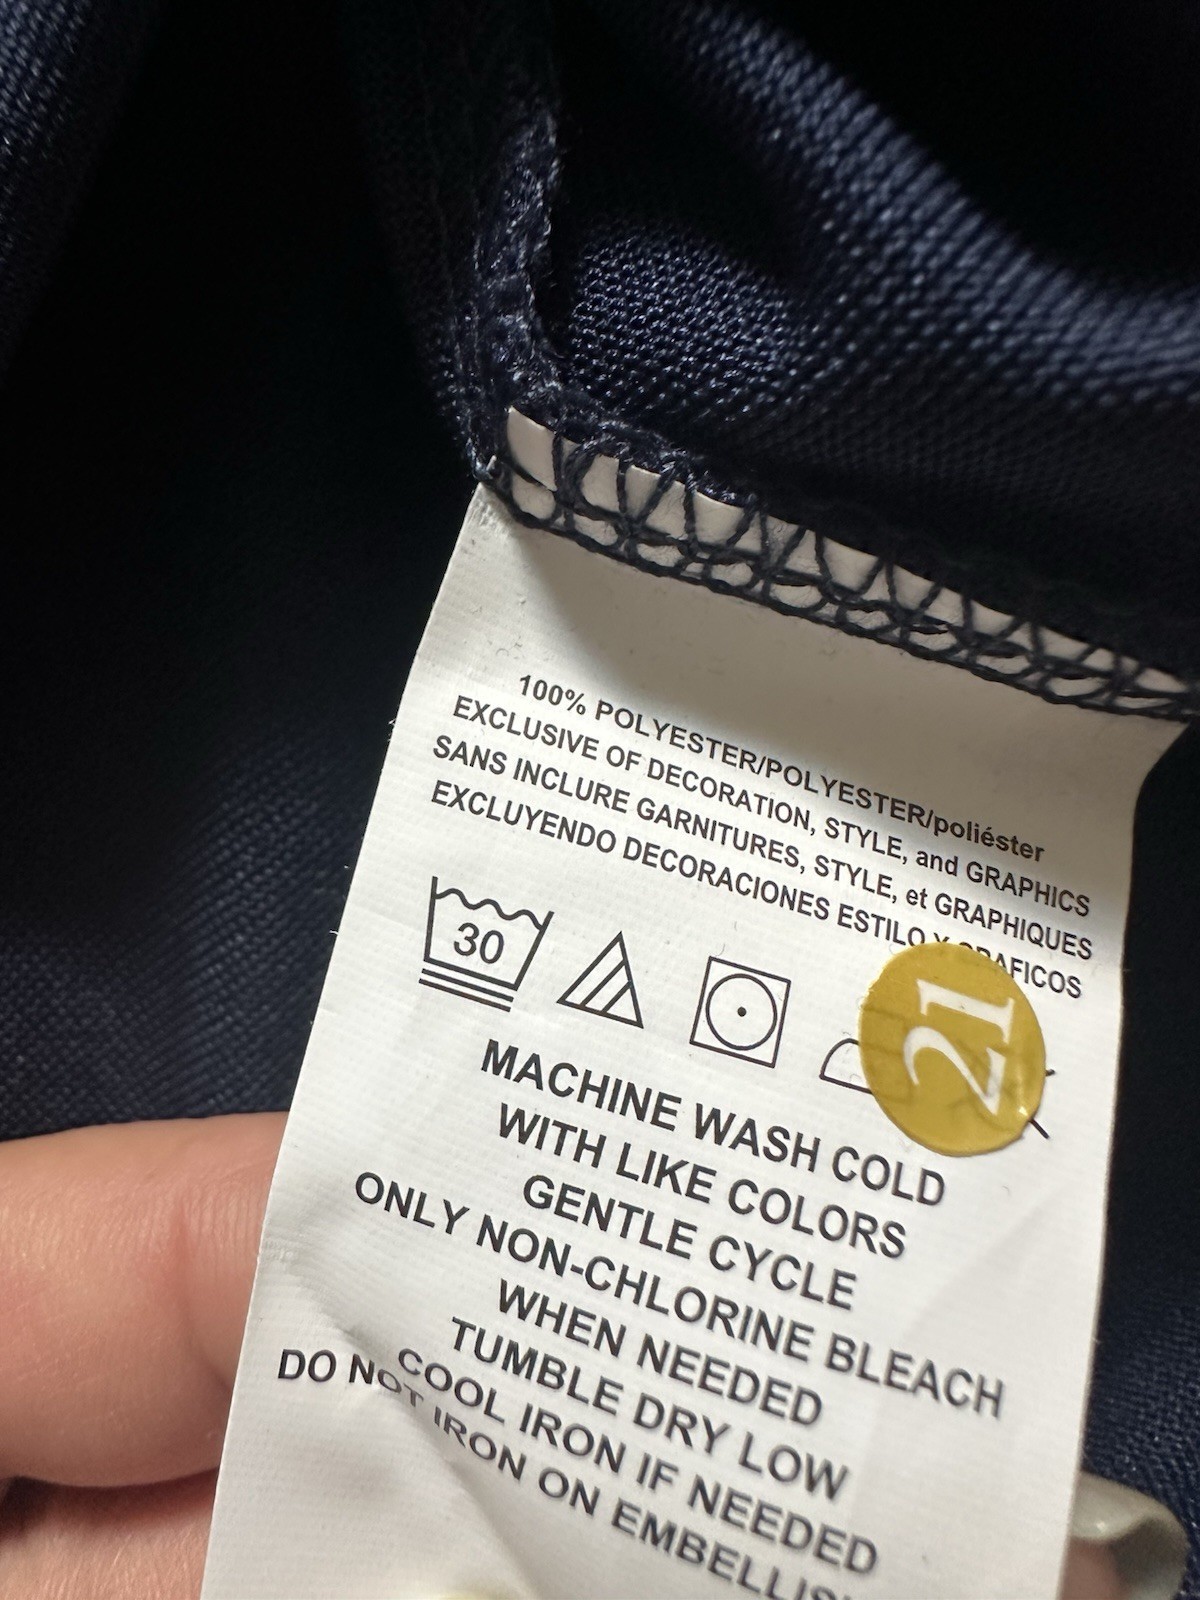 100% POLYESTER/POLYESTER/poliéster
EXCLUSIVE OF DECORATION, STYLE, and GRAPHICS
SANS INCLURE GARNITURES, STYLE, et GRAPHIQUES
EXCLUYENDO DECORACIONES ESTILO Y GRAFICOS
30
21
MACHINE WASH COLD
WITH LIKE COLORS
GENTLE CYCLE
ONLY NON-CHLORINE BLEACH
WHEN NEEDED
TUMBLE DRY LOW
COOL IRON IF NEEDED
DO NOT IRON ON